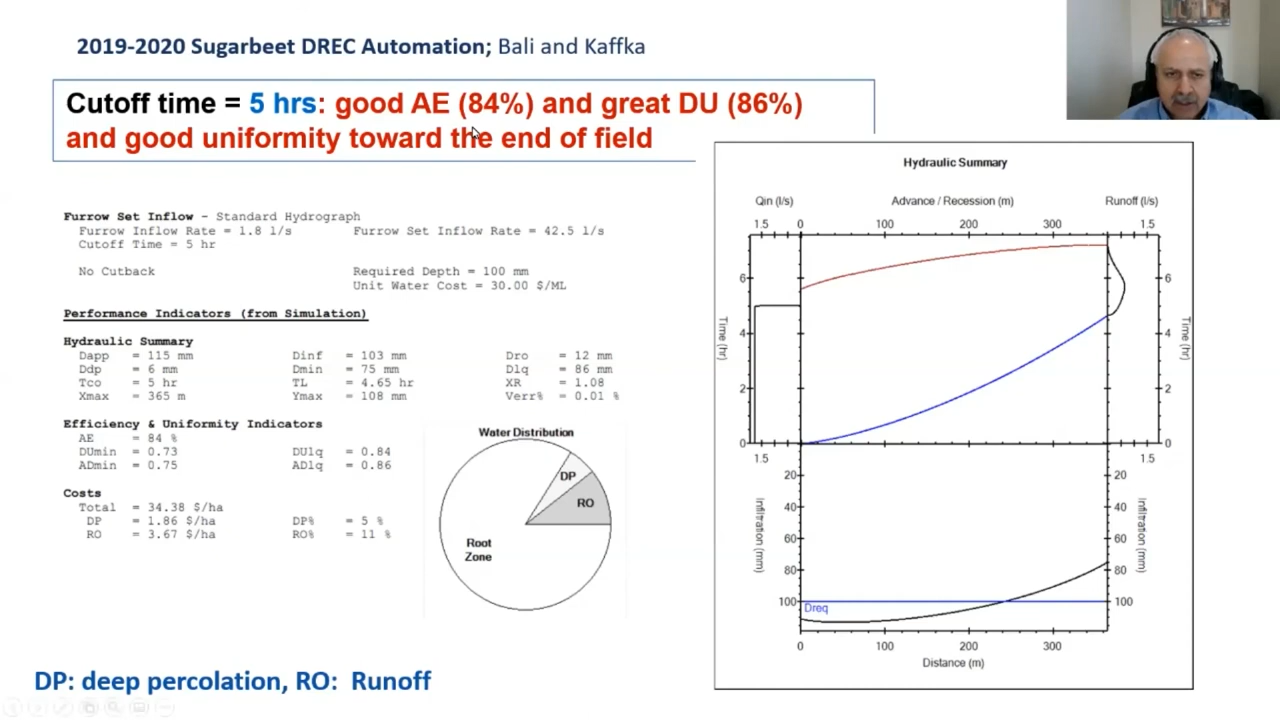 2019-2020 Sugarbeet DREC Automation; Bali and Kaffka
Cutoff time = 5 hrs: good AE (84%) and great DU (86%)
and good uniformity toward the end of field
Furrow Set Inflow - Standard Hydrograph
Furrow Inflow Rate = 1.8 l/s Furrow Set Inflow Rate = 42.5 l/s
Cutoff Time = 5 hr
No Cutback Required Depth = 100 mm
Unit Water Cost = 30.00 $/ML
Performance Indicators (from Simulation)
Hydraulic Summary
Dapp = 115 mm Dinf = 103 mm Dro = 12 mm
Ddp = 6 mm Dmin = 75 mm Dlq = 86 mm
Tco = 5 hr TL = 4.65 hr XR = 1.08
Xmax = 365 m Ymax = 108 mm Verr% = 0.01 %
Efficiency & Uniformity Indicators
AE = 84 %
DUmin = 0.73 DUlq = 0.84
ADmin = 0.75 ADlq = 0.86
Costs
Total = 34.38 $/ha
DP = 1.86 $/ha DP% = 5 %
RO = 3.67 $/ha RO% = 11 %
Water Distribution
DP
RO
Root
Zone
Hydraulic Summary
Qin (l/s) Advance / Recession (m) Runoff (l/s)
1.5 0 100 200 300 1.5
6 6
Time (hr) Time (hr)
4 4
2 2
0 0
1.5 1.5
20 20
40 40
Infiltration (mm) Infiltration (mm)
60 60
80 80
100 100
Dreq
0 100 200 300
Distance (m)
DP: deep percolation, RO: Runoff